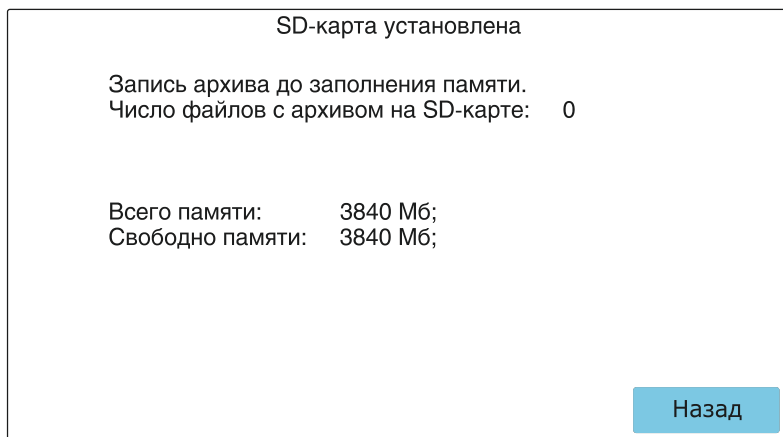 SD-карта установлена
Запись архива до заполнения памяти.
Число файлов с архивом на SD-карте: 0
Всего памяти: 3840 Мб;
Свободно памяти: 3840 Мб;
Назад